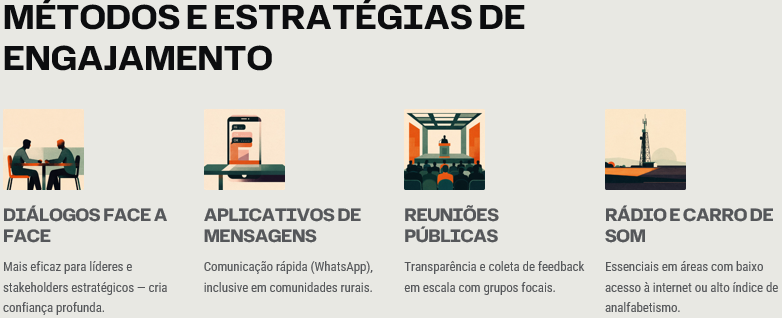 MÉTODOS E ESTRATÉGIAS DE
ENGAJAMENTO
DIÁLOGOS FACE A
FACE
Mais eficaz para líderes e
stakeholders estratégicos — cria
confiança profunda.
APLICATIVOS DE
MENSAGENS
Comunicação rápida (WhatsApp),
inclusive em comunidades rurais.
REUNIÕES
PÚBLICAS
Transparência e coleta de feedback
em escala com grupos focais.
RÁDIO E CARRO DE
SOM
Essenciais em áreas com baixo
acesso à internet ou alto índice de
analfabetismo.